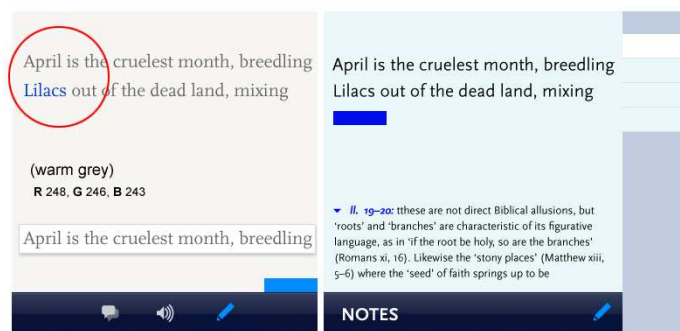 April is the cruelest month, breedling
Lilacs out of the dead land, mixing
(warm grey)
R 248, G 246, B 243
April is the cruelest month, breedling
April is the cruelest month, breedling
Lilacs out of the dead land, mixing
ll. 19–20: tthese are not direct Biblical allusions, but
‘roots’ and ‘branches’ are characteristic of its figurative
language, as in ‘if the root be holy, so are the branches’
(Romans xi, 16). Likewise the ‘stony places’ (Matthew xiii,
5–6) where the ‘seed’ of faith springs up to be
NOTES